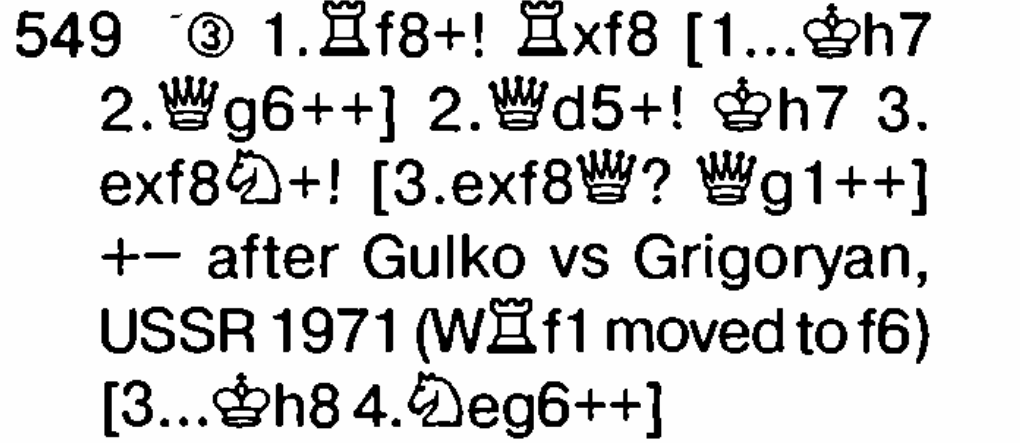 549 ③ 1.♖f8+! ♖xf8 [1...♔h7
2.♕g6++] 2.♕d5+! ♔h7 3.
exf8♘+! [3.exf8♕? ♕g1++]
+− after Gulko vs Grigoryan,
USSR 1971 (W♖f1 moved to f6)
[3...♔h8 4.♘eg6++]